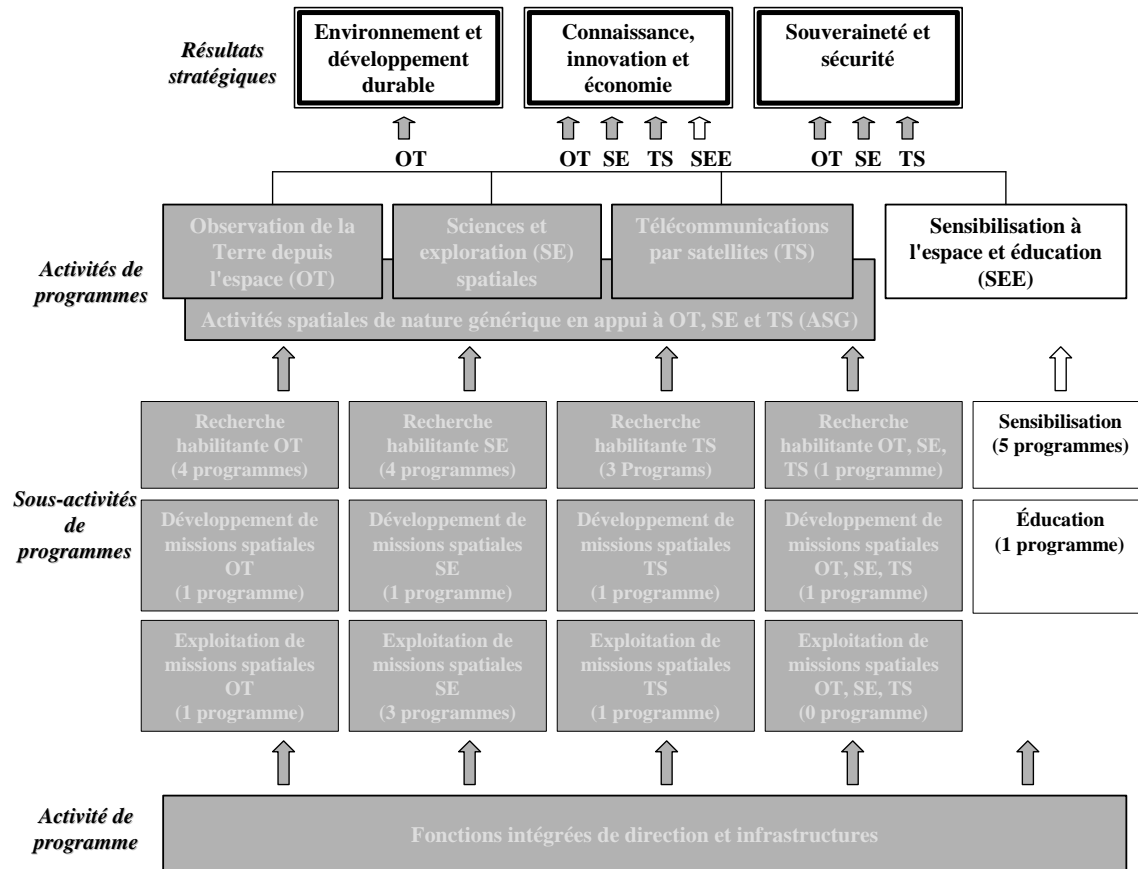 Résultats
stratégiques
Environnement et
développement
durable
Connaissance,
innovation et
économie
Souveraineté et
sécurité
OT
OT SE TS SEE
OT SE TS
Activités de
programmes
Observation de la
Terre depuis
l'espace (OT)
Sciences et
exploration (SE)
spatiales
Télécommunications
par satellites (TS)
Sensibilisation à
l'espace et éducation
(SEE)
Activités spatiales de nature générique en appui à OT, SE et TS (ASG)
Sous-activités
de
programmes
Recherche
habilitante OT
(4 programmes)
Recherche
habilitante SE
(4 programmes)
Recherche
habilitante TS
(3 Programs)
Recherche
habilitante OT, SE,
TS (1 programme)
Sensibilisation
(5 programmes)
Développement de
missions spatiales
OT
(1 programme)
Développement de
missions spatiales
SE
(1 programme)
Développement de
missions spatiales
TS
(1 programme)
Développement de
missions spatiales
OT, SE, TS
(1 programme)
Éducation
(1 programme)
Exploitation de
missions spatiales
OT
(1 programme)
Exploitation de
missions spatiales
SE
(3 programmes)
Exploitation de
missions spatiales
TS
(1 programme)
Exploitation de
missions spatiales
OT, SE, TS
(0 programme)
Activité de
programme
Fonctions intégrées de direction et infrastructures